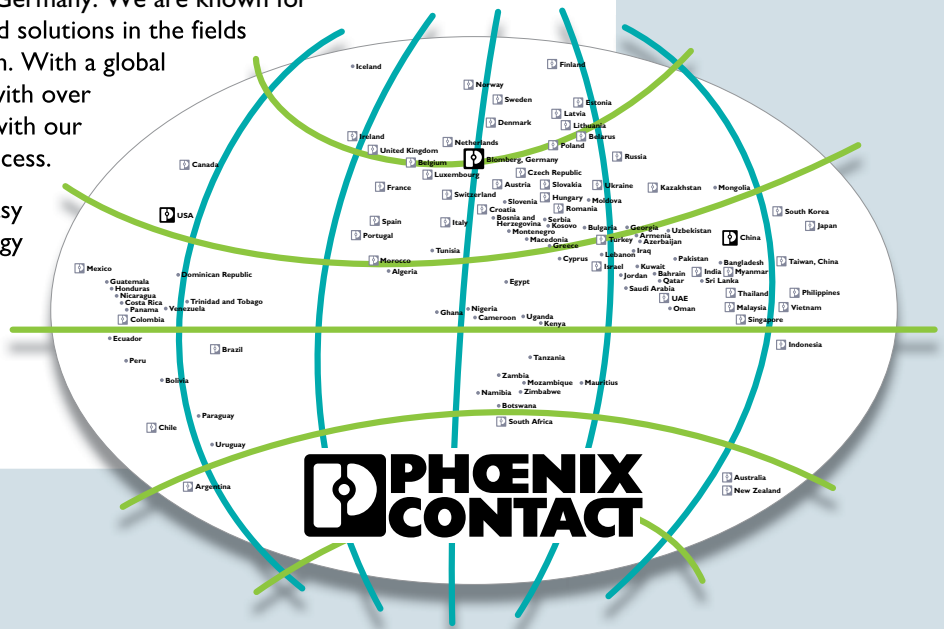 Germany. We are known for
d solutions in the fields
n. With a global
with over
with our
cess.
sy
gy
Iceland
Finland
Norway
Sweden
Estonia
Latvia
Denmark
Lithuania
Belarus
Ireland
Netherlands
Poland
United Kingdom
Blomberg, Germany
Russia
Canada
Belgium
Luxembourg
Czech Republic
France
Austria
Slovakia
Ukraine
Kazakhstan
Mongolia
Switzerland
Slovenia
Hungary
Moldova
Croatia
Romania
USA
South Korea
Spain
Italy
Bosnia and
Herzegovina
Serbia
Kosovo
Bulgaria
Georgia
Uzbekistan
Japan
Portugal
Montenegro
Macedonia
Turkey
Armenia
Azerbaijan
China
Greece
Tunisia
Lebanon
Iraq
Morocco
Cyprus
Pakistan
Bangladesh
Taiwan, China
Mexico
Algeria
Israel
Kuwait
India
Myanmar
Dominican Republic
Jordan
Bahrain
Guatemala
Egypt
Qatar
Sri Lanka
Honduras
Saudi Arabia
Nicaragua
UAE
Thailand
Philippines
Costa Rica
Trinidad and Tobago
Panama
Venezuela
Ghana
Nigeria
Oman
Malaysia
Vietnam
Colombia
Cameroon
Uganda
Singapore
Kenya
Ecuador
Brazil
Indonesia
Peru
Tanzania
Bolivia
Zambia
Mozambique
Mauritius
Namibia
Zimbabwe
Botswana
Paraguay
South Africa
Chile
Uruguay
Argentina
Australia
New Zealand
PHŒNIX
CONTACT